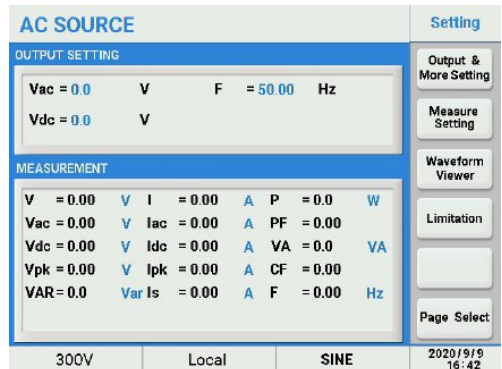 AC SOURCE
Setting
OUTPUT SETTING
Vac = 0.0 V F = 50.00 Hz
Vdc = 0.0 V
MEASUREMENT
V = 0.00 V I = 0.00 A P = 0.0 W
Vac = 0.00 V Iac = 0.00 A PF = 0.00
Vdc = 0.00 V Idc = 0.00 A VA = 0.0 VA
Vpk = 0.00 V Ipk = 0.00 A CF = 0.00
VAR= 0.0 Var Is = 0.00 A F = 0.00 Hz
Output &
More Setting
Measure
Setting
Waveform
Viewer
Limitation
Page Select
300V Local SINE
2020/9/9
16:42